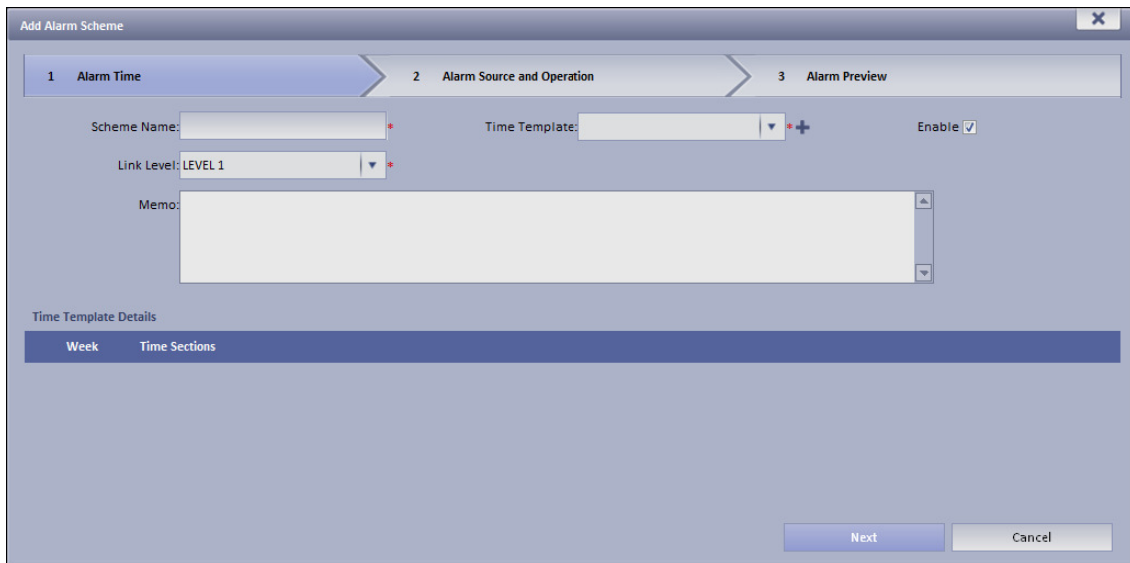 Add Alarm Scheme
1 Alarm Time
2 Alarm Source and Operation
3 Alarm Preview
Scheme Name: *
Time Template: *
Enable
Link Level: LEVEL 1 *
Memo:
Time Template Details
Week Time Sections
Next
Cancel